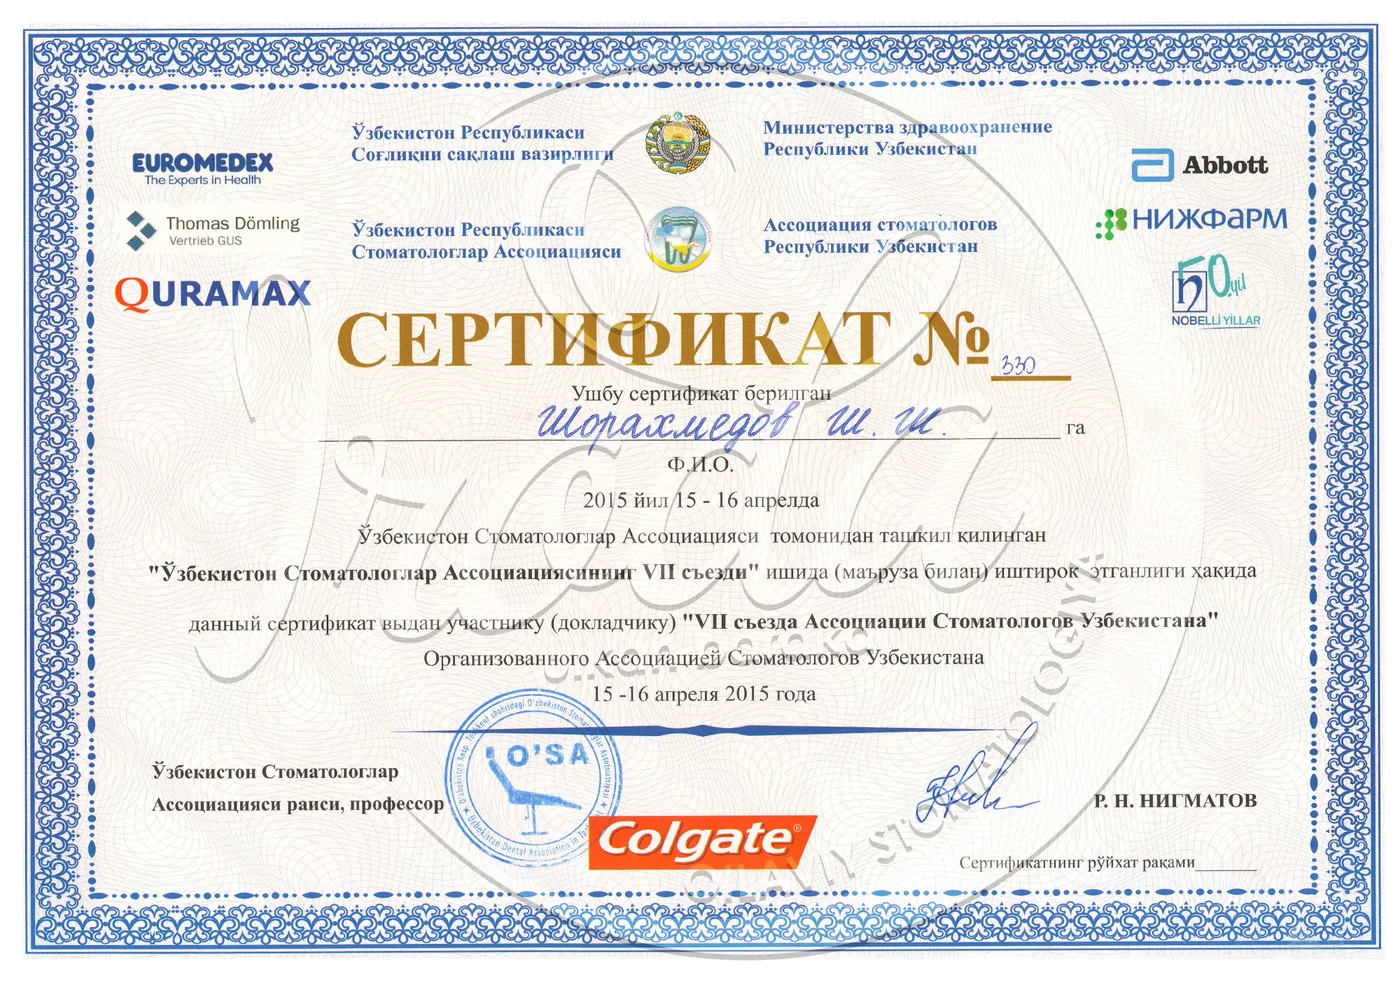 Ўзбекистон Республикаси
Соғлиқни сақлаш вазирлиги
Министерства здравоохранение
Республики Узбекистан
EUROMEDEX
The Experts in Health
Abbott
Thomas Dömling
Vertrieb GUS
Ўзбекистон Республикаси
Стоматологлар Ассоциацияси
Ассоциация стоматологов
Республики Узбекистан
НИЖФАРМ
QURAMAX
50 yil
NOBELLİ YILLAR
СЕРТИФИКАТ № 330
Ушбу сертификат берилган
Шорахмедов Ш. Ш. га
Ф.И.О.
2015 йил 15 - 16 апрелда
Ўзбекистон Стоматологлар Ассоциацияси томонидан ташкил қилинган
"Ўзбекистон Стоматологлар Ассоциациясининг VII съезди" ишида (маъруза билан) иштирок этганлиги ҳақида
данный сертификат выдан участнику (докладчику) "VII съезда Ассоциации Стоматологов Узбекистана"
Организованного Ассоциацией Стоматологов Узбекистана
15 -16 апреля 2015 года
O'SA
Ўзбекистон Стоматологлар
Ассоциацияси раиси, профессор
Р. Н. НИГМАТОВ
Colgate®
Сертификатнинг рўйхат рақами